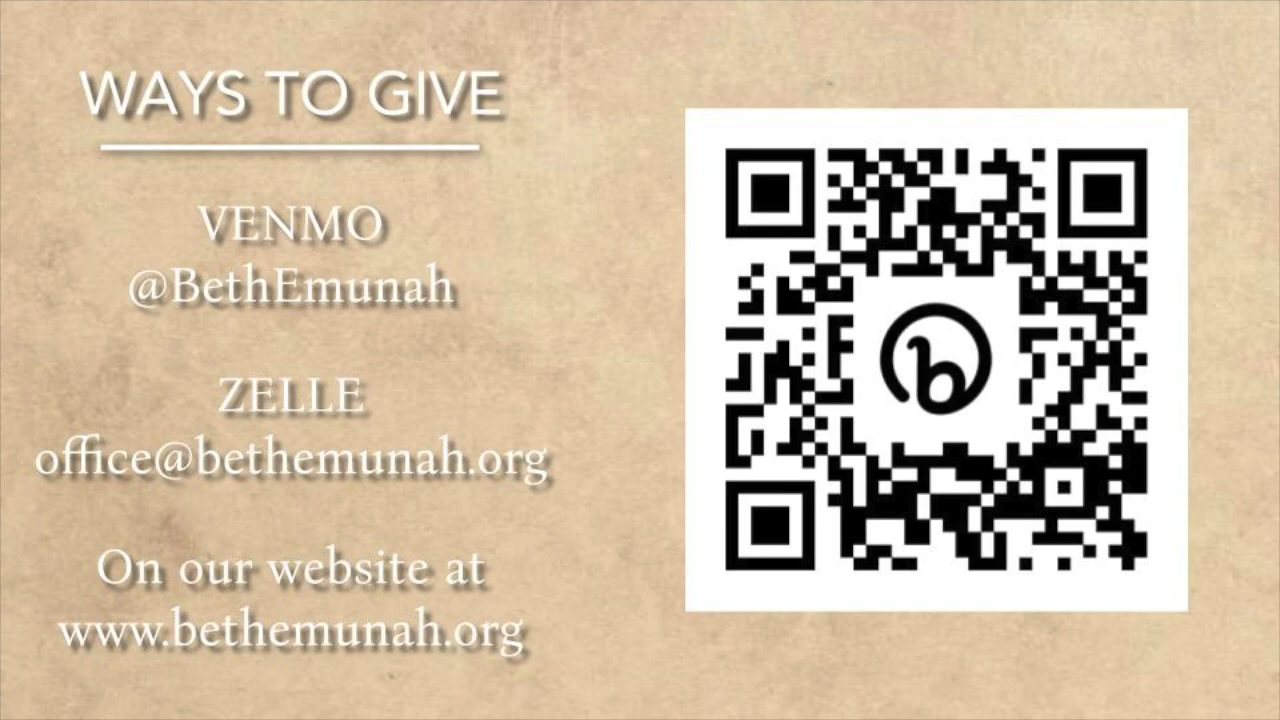 WAYS TO GIVE
VENMO
@BethEmunah
ZELLE
office@bethemunah.org
On our website at
www.bethemunah.org
b